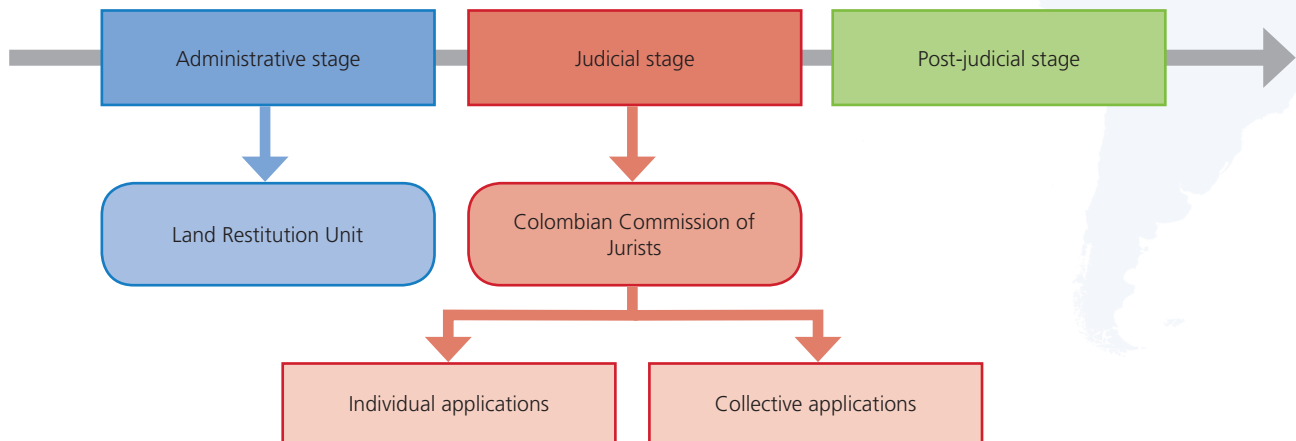 Administrative stage
Judicial stage
Post-judicial stage
Land Restitution Unit
Colombian Commission of
Jurists
Individual applications
Collective applications